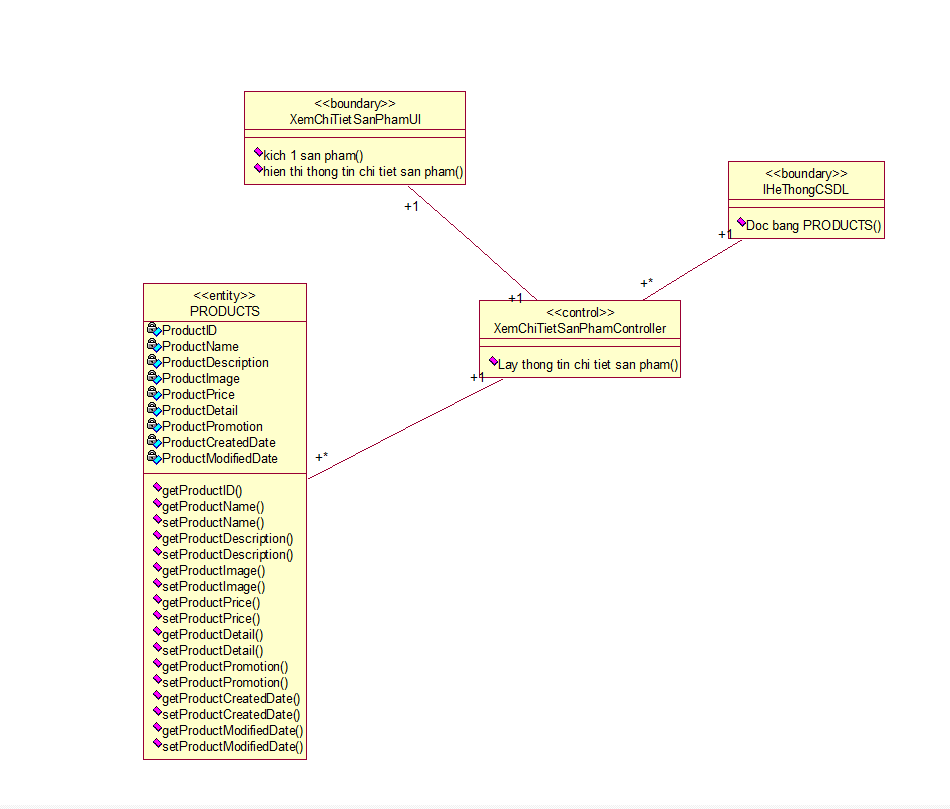 <<boundary>>
XemChiTietSanPhamUI
kich 1 san pham()
hien thi thong tin chi tiet san pham()
+1
<<boundary>>
IHeThongCSDL
Doc bang PRODUCTS()
+1
+*
+1
<<control>>
XemChiTietSanPhamController
Lay thong tin chi tiet san pham()
+1
+*
<<entity>>
PRODUCTS
ProductID
ProductName
ProductDescription
ProductImage
ProductPrice
ProductDetail
ProductPromotion
ProductCreatedDate
ProductModifiedDate
getProductID()
getProductName()
setProductName()
getProductDescription()
setProductDescription()
getProductImage()
setProductImage()
getProductPrice()
setProductPrice()
getProductDetail()
setProductDetail()
getProductPromotion()
setProductPromotion()
getProductCreatedDate()
setProductCreatedDate()
getProductModifiedDate()
setProductModifiedDate()